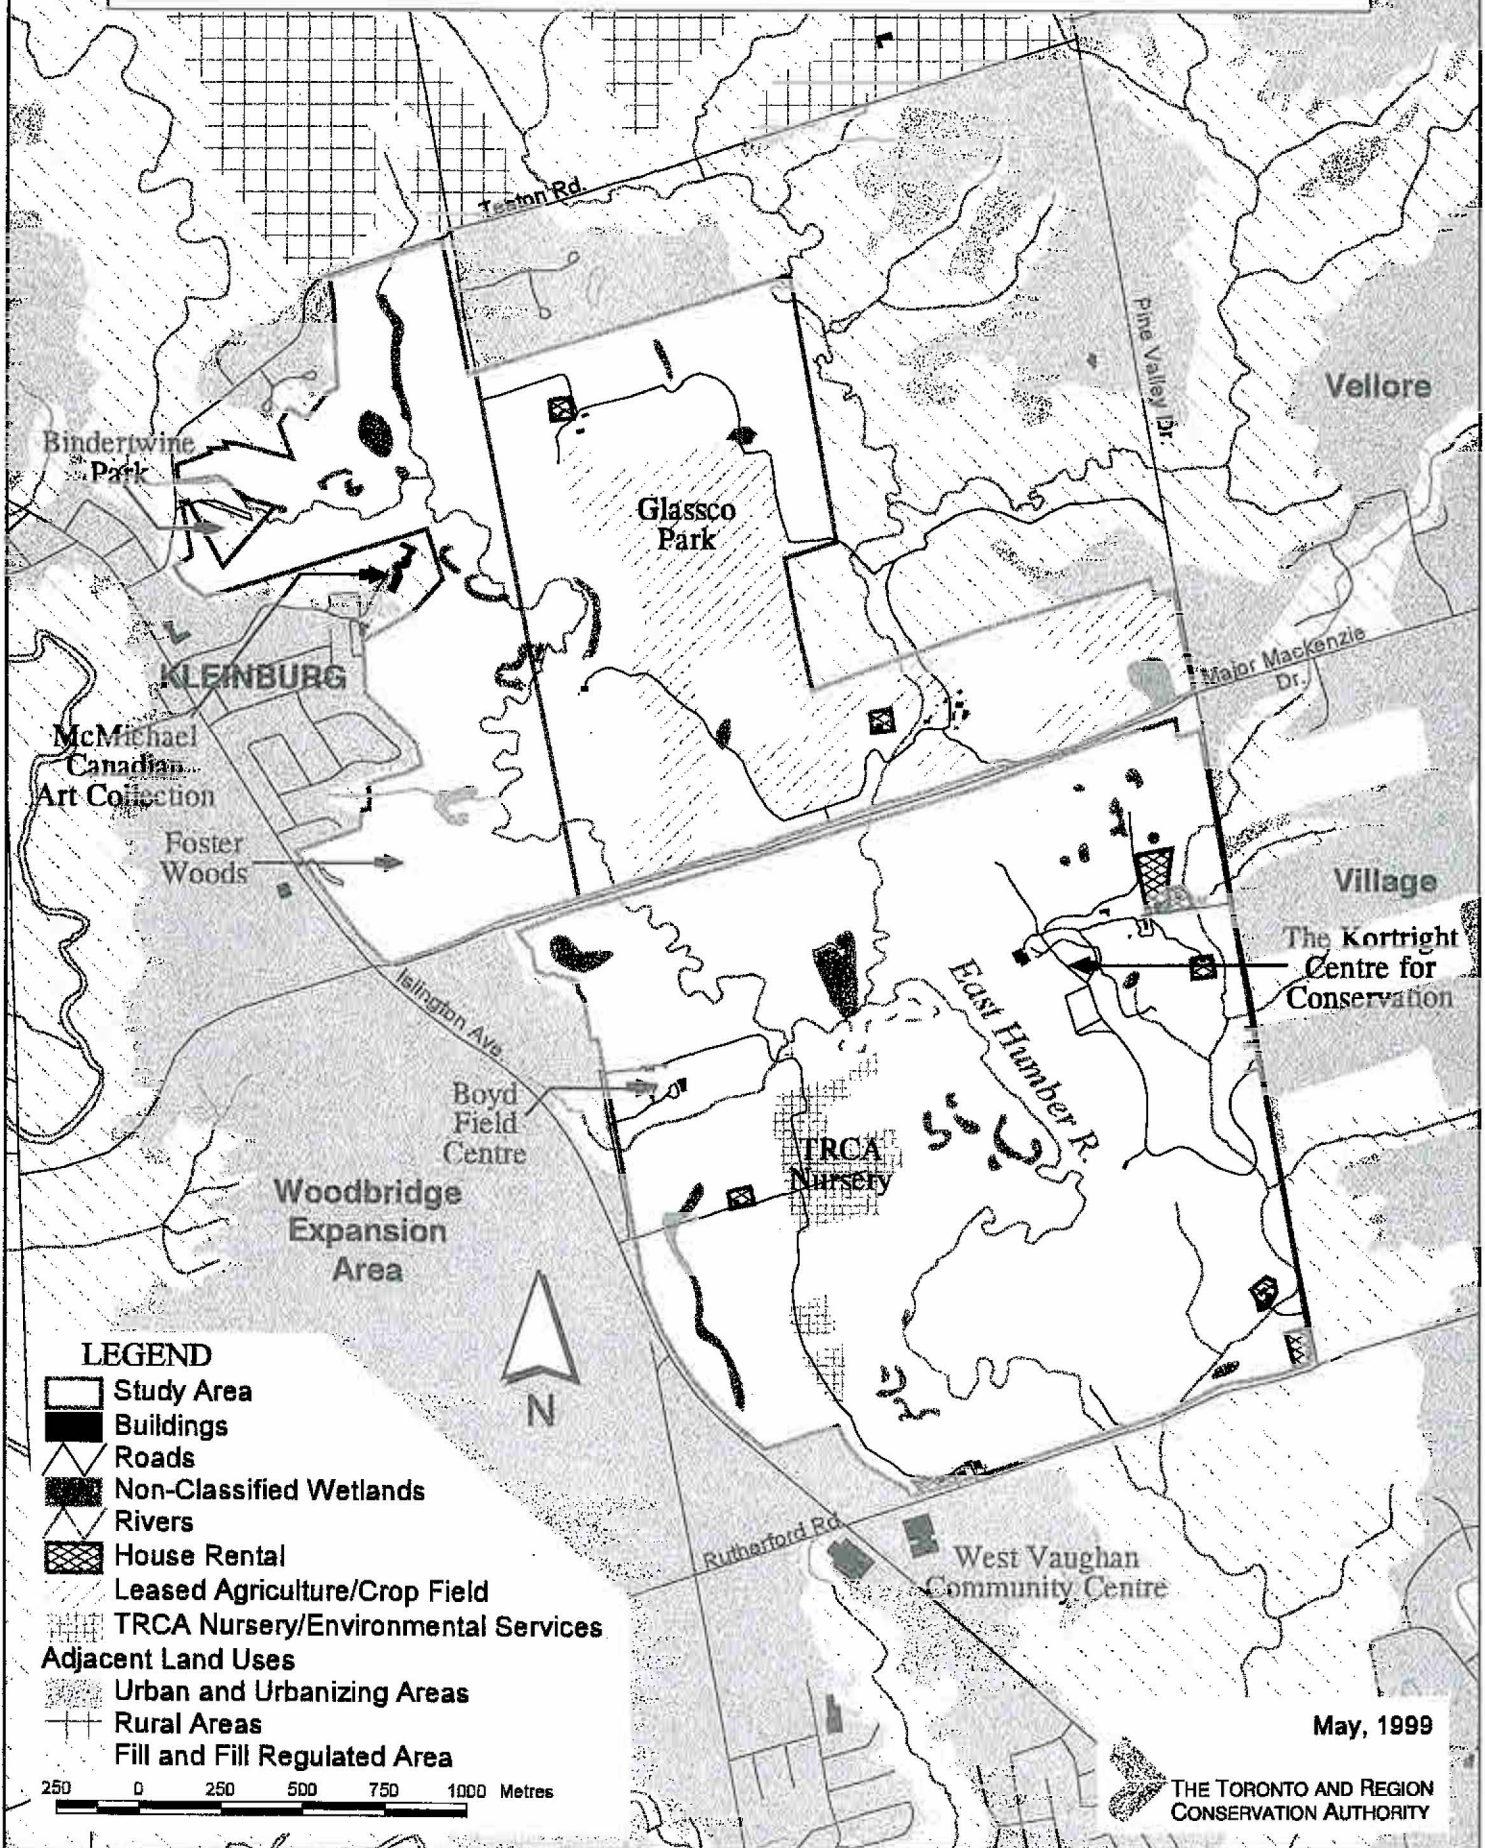 Teston Rd.
Pine Valley Dr.
Vellore
Bindertwine
Park
Glassco
Park
KLEINBURG
Major Mackenzie
Dr.
McMichael
Canadian
Art Collection
Foster
Woods
Village
The Kortright
Centre for
Conservation
Islington Ave.
East Humber R.
Boyd
Field
Centre
TRCA
Nursery
Woodbridge
Expansion
Area
N
Rutherford Rd.
West Vaughan
Community Centre
LEGEND
Study Area
Buildings
Roads
Non-Classified Wetlands
Rivers
House Rental
Leased Agriculture/Crop Field
TRCA Nursery/Environmental Services
Adjacent Land Uses
Urban and Urbanizing Areas
Rural Areas
Fill and Fill Regulated Area
250 0 250 500 750 1000 Metres
May, 1999
THE TORONTO AND REGION
CONSERVATION AUTHORITY